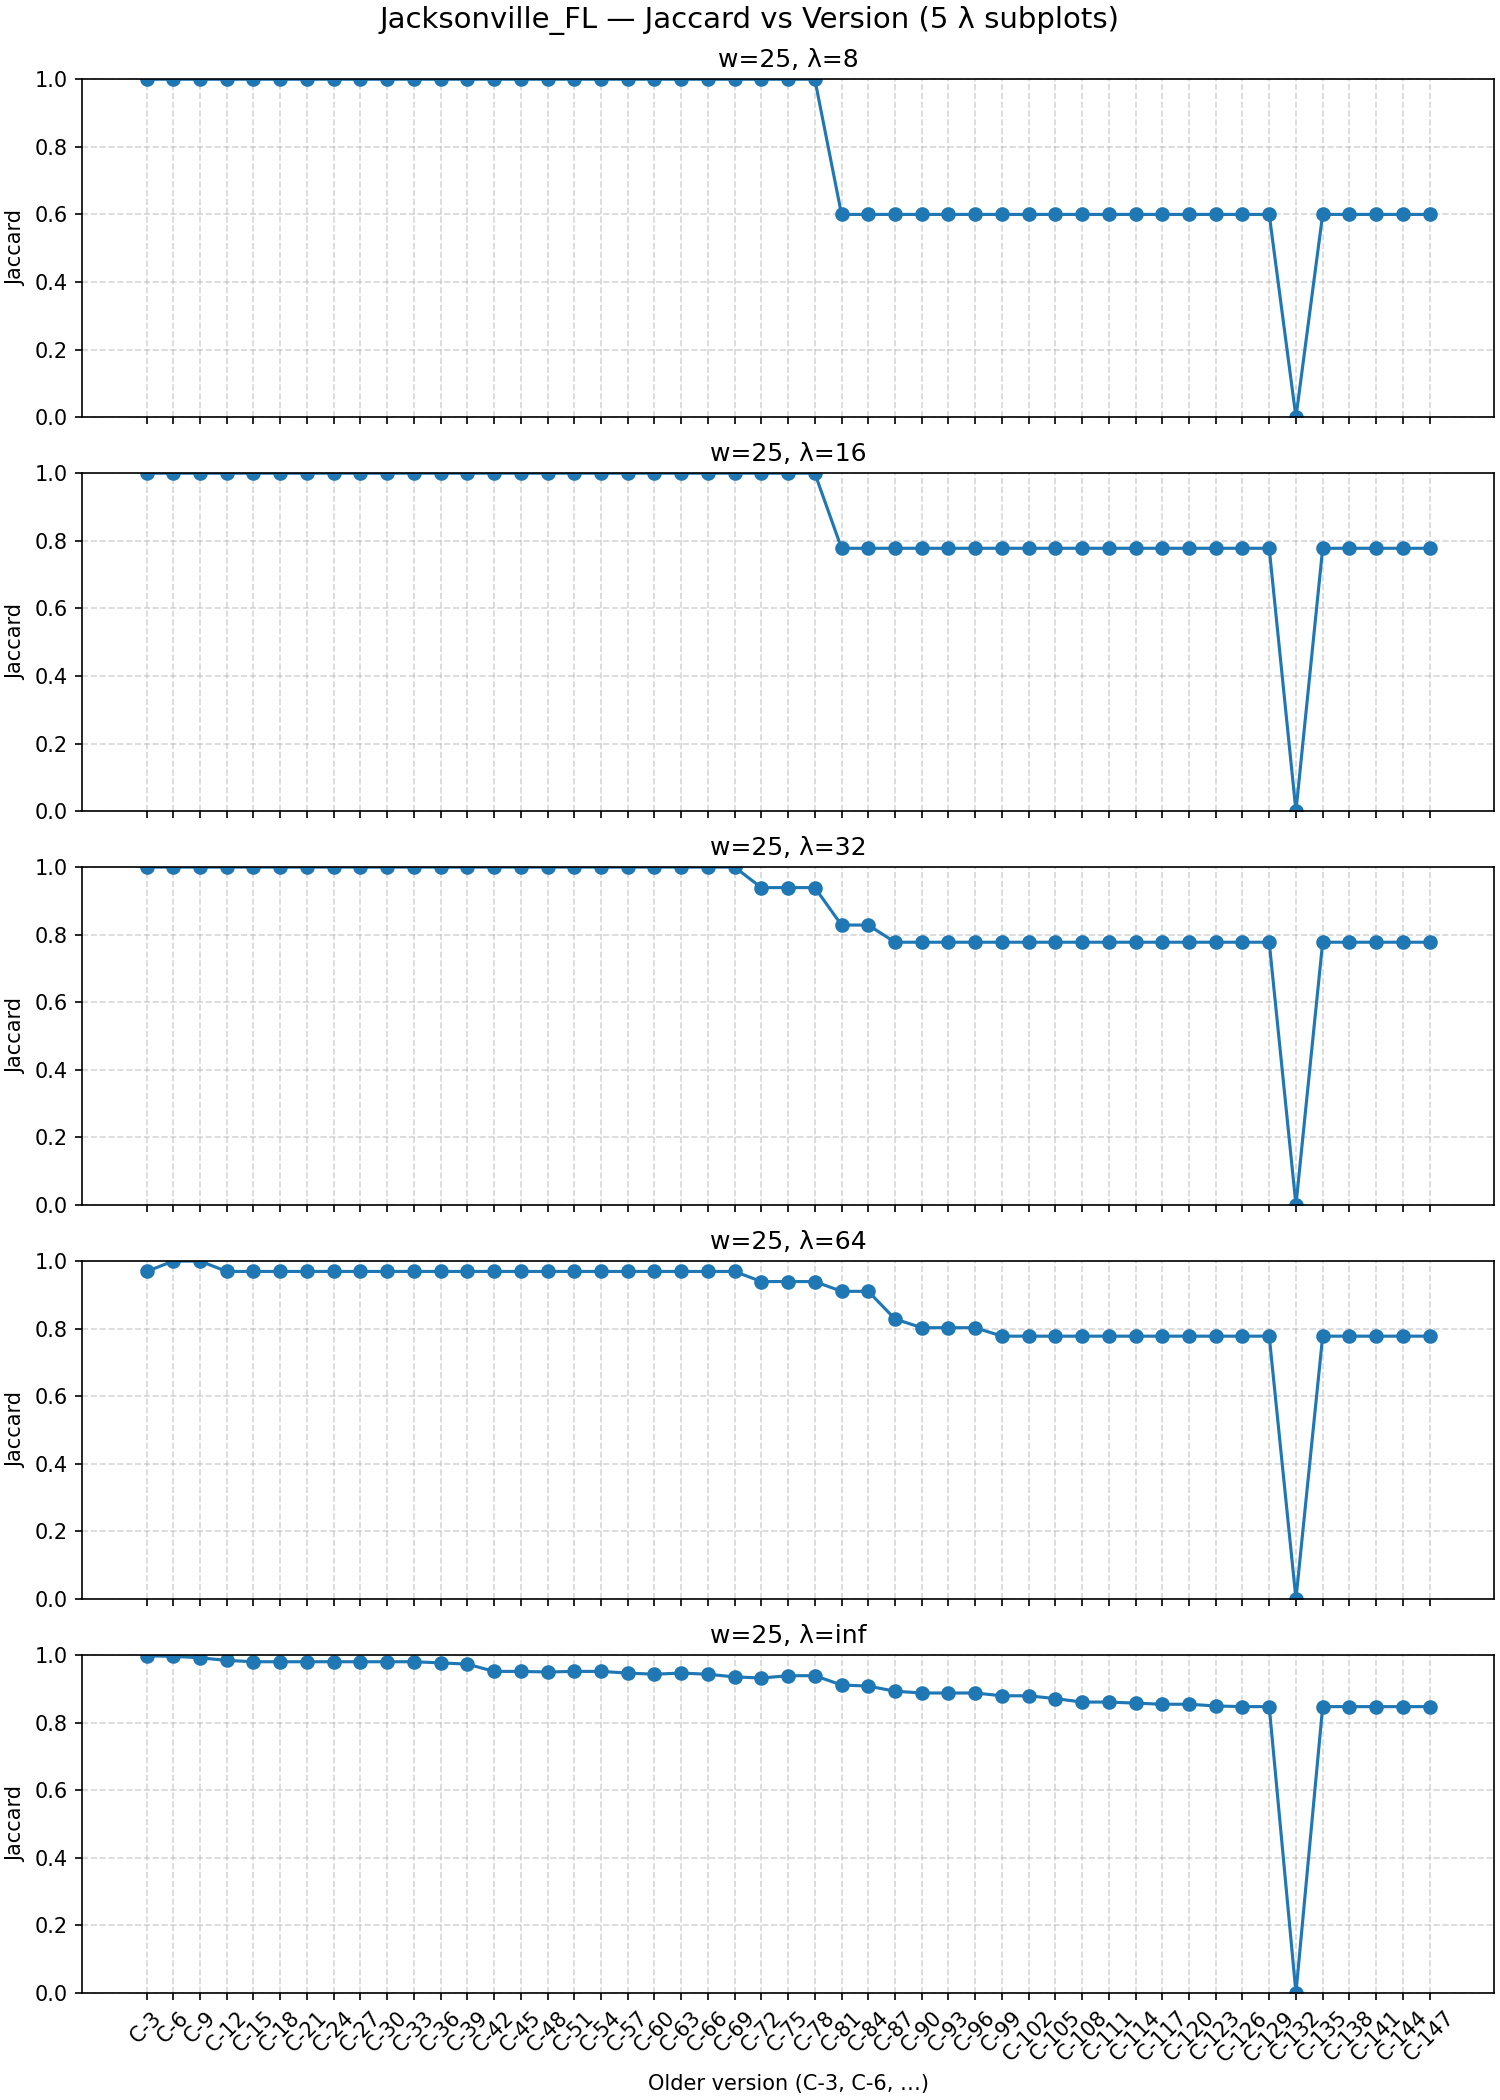 Jacksonville_FL — Jaccard vs Version (5 λ subplots)
w=25, λ=8
1.0
0.8
0.6
0.4
0.2
0.0
Jaccard
w=25, λ=16
1.0
0.8
0.6
0.4
0.2
0.0
Jaccard
w=25, λ=32
1.0
0.8
0.6
0.4
0.2
0.0
Jaccard
w=25, λ=64
1.0
0.8
0.6
0.4
0.2
0.0
Jaccard
w=25, λ=inf
1.0
0.8
0.6
0.4
0.2
0.0
Jaccard
C-3
C-6
C-9
C-12
C-15
C-18
C-21
C-24
C-27
C-30
C-33
C-36
C-39
C-42
C-45
C-48
C-51
C-54
C-57
C-60
C-63
C-66
C-69
C-72
C-75
C-78
C-81
C-84
C-87
C-90
C-93
C-96
C-99
C-102
C-105
C-108
C-111
C-114
C-117
C-120
C-123
C-126
C-129
C-132
C-135
C-138
C-141
C-144
C-147
Older version (C-3, C-6, ...)